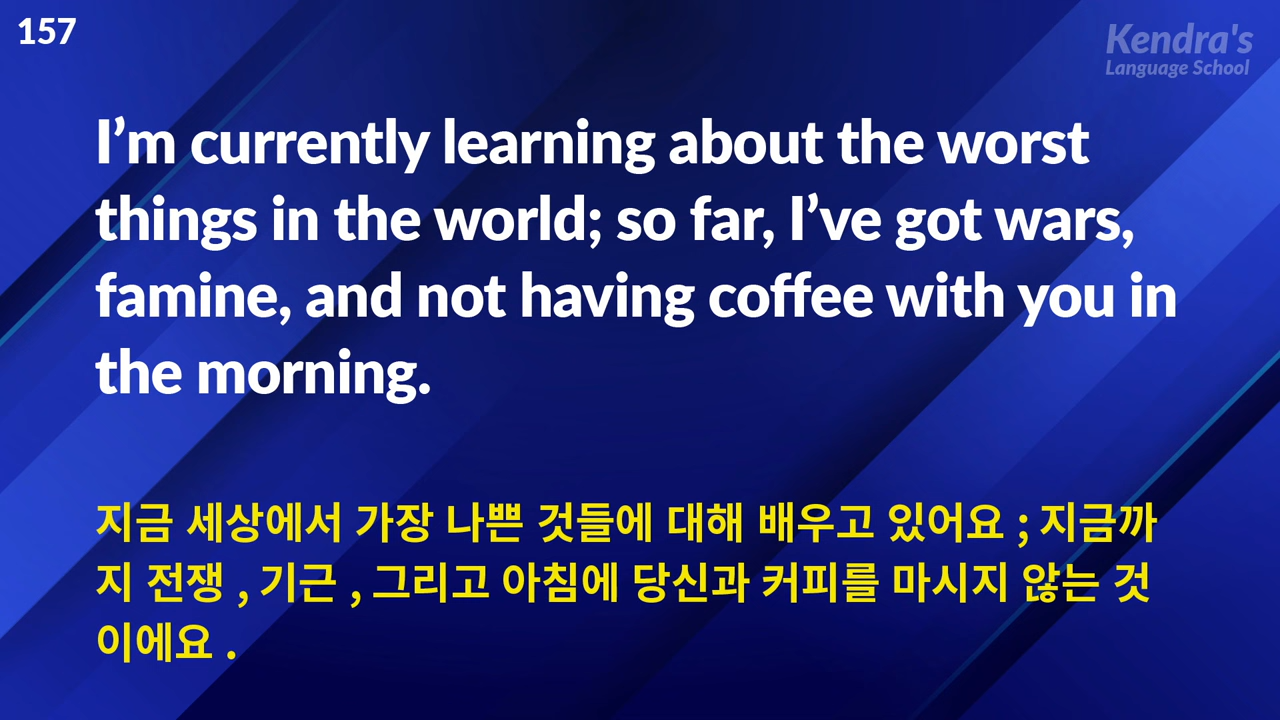 157
Kendra's
Language School
I’m currently learning about the worst
things in the world; so far, I’ve got wars,
famine, and not having coffee with you in
the morning.
지금 세상에서 가장 나쁜 것들에 대해 배우고 있어요 ; 지금까
지 전쟁 , 기근 , 그리고 아침에 당신과 커피를 마시지 않는 것
이에요 .